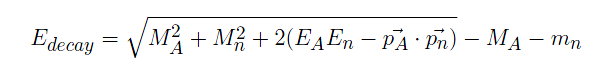 $E_{decay} = \sqrt{M_A^2 + M_n^2 + 2(E_A E_n - \vec{p_A} \cdot \vec{p_n})} - M_A - m_n$